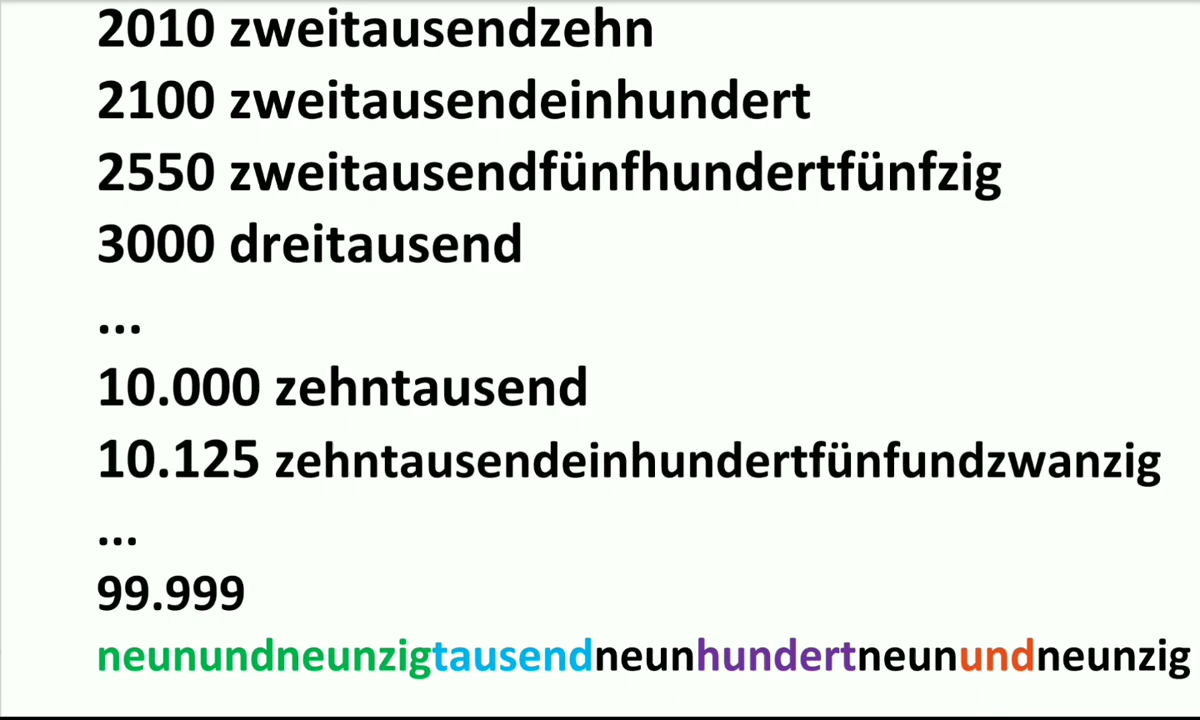 2010 zweitausendzehn
2100 zweitausendeinhundert
2550 zweitausendfünfhundertfünfzig
3000 dreitausend
...
10.000 zehntausend
10.125 zehntausendeinhundertfünfundzwanzig
...
99.999
neunundneunzigtausendneunhundertneunundneunzig